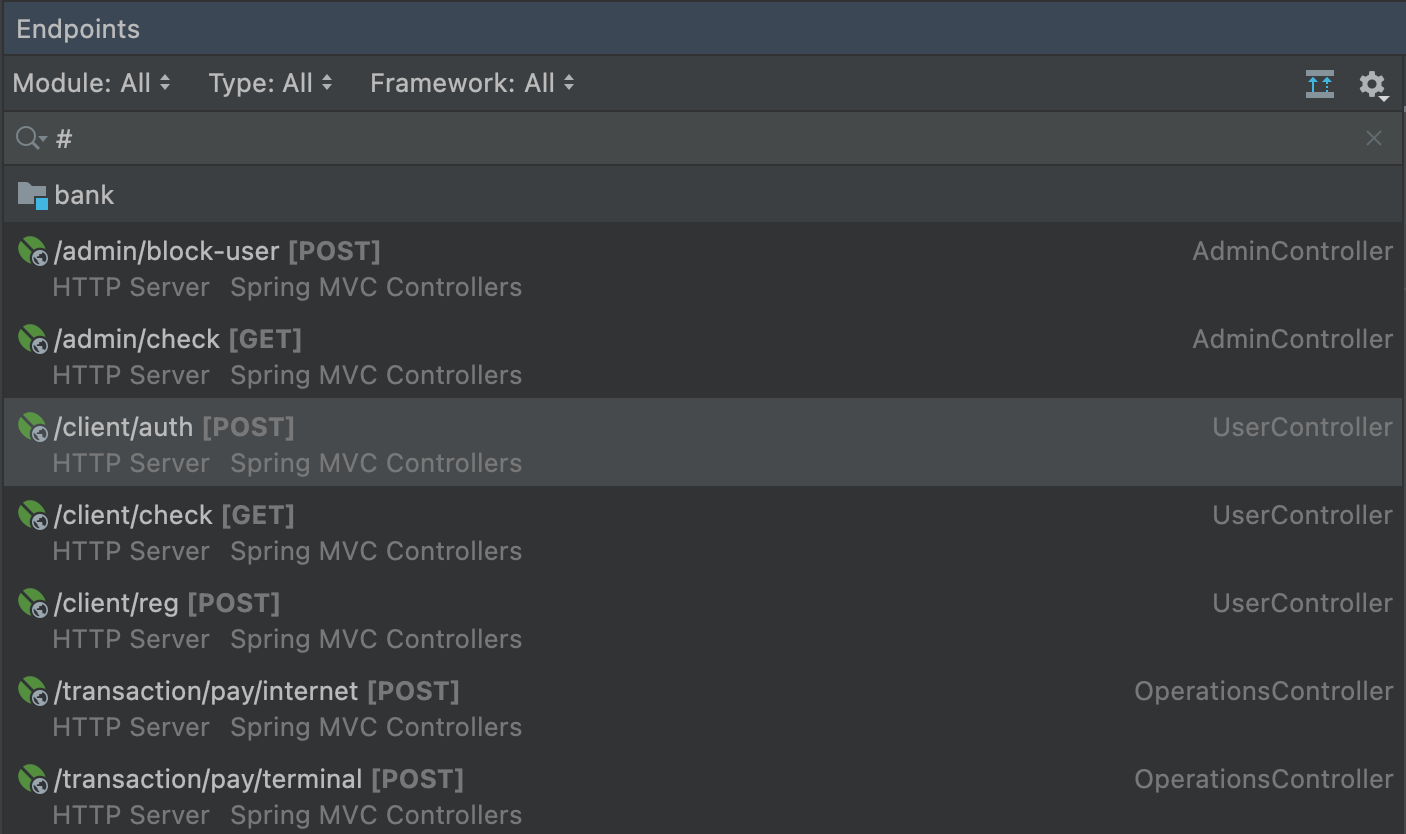 Endpoints
Module: All Type: All Framework: All
#
bank
/admin/block-user [POST] AdminController
HTTP Server Spring MVC Controllers
/admin/check [GET] AdminController
HTTP Server Spring MVC Controllers
/client/auth [POST] UserController
HTTP Server Spring MVC Controllers
/client/check [GET] UserController
HTTP Server Spring MVC Controllers
/client/reg [POST] UserController
HTTP Server Spring MVC Controllers
/transaction/pay/internet [POST] OperationsController
HTTP Server Spring MVC Controllers
/transaction/pay/terminal [POST] OperationsController
HTTP Server Spring MVC Controllers